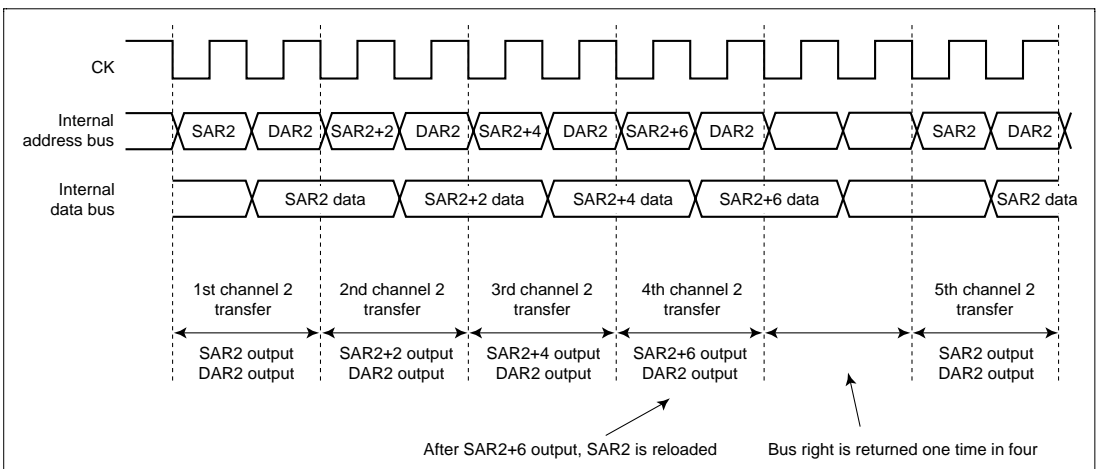 CK
Internal
address bus
SAR2 DAR2 SAR2+2 DAR2 SAR2+4 DAR2 SAR2+6 DAR2 SAR2 DAR2
Internal
data bus
SAR2 data SAR2+2 data SAR2+4 data SAR2+6 data SAR2 data
1st channel 2
transfer
2nd channel 2
transfer
3rd channel 2
transfer
4th channel 2
transfer
5th channel 2
transfer
SAR2 output
DAR2 output
SAR2+2 output
DAR2 output
SAR2+4 output
DAR2 output
SAR2+6 output
DAR2 output
SAR2 output
DAR2 output
After SAR2+6 output, SAR2 is reloaded
Bus right is returned one time in four